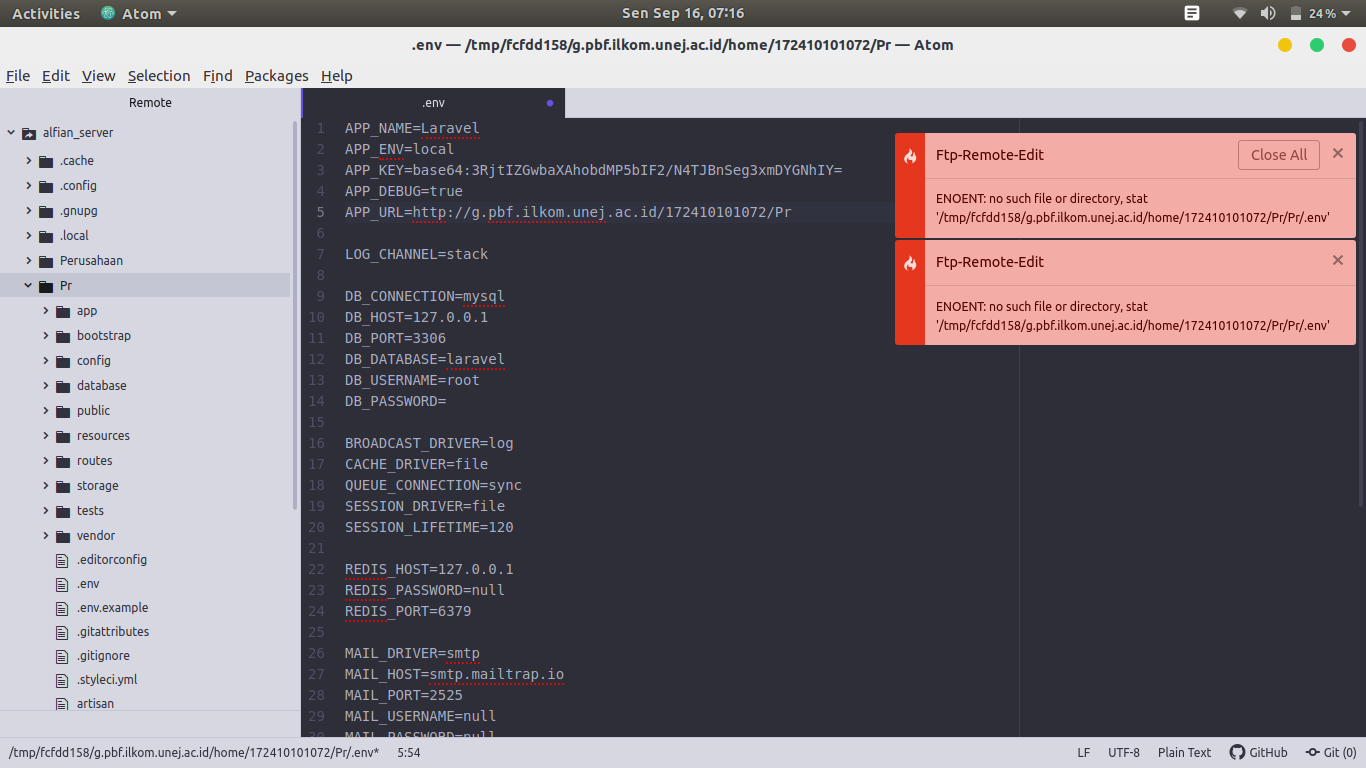 Activities Atom Sen Sep 16, 07:16 24%
.env — /tmp/fcfdd158/g.pbf.ilkom.unej.ac.id/home/172410101072/Pr — Atom
File Edit View Selection Find Packages Help
Remote
alfian_server
.cache
.config
.gnupg
.local
Perusahaan
Pr
app
bootstrap
config
database
public
resources
routes
storage
tests
vendor
.editorconfig
.env
.env.example
.gitattributes
.gitignore
.styleci.yml
artisan
.env
1 APP_NAME=Laravel
2 APP_ENV=local
3 APP_KEY=base64:3RjtIZGwbaXAhobdMP5bIF2/N4TJBnSeg3xmDYGNhIY=
4 APP_DEBUG=true
5 APP_URL=http://g.pbf.ilkom.unej.ac.id/172410101072/Pr
6
7 LOG_CHANNEL=stack
8
9 DB_CONNECTION=mysql
10 DB_HOST=127.0.0.1
11 DB_PORT=3306
12 DB_DATABASE=laravel
13 DB_USERNAME=root
14 DB_PASSWORD=
15
16 BROADCAST_DRIVER=log
17 CACHE_DRIVER=file
18 QUEUE_CONNECTION=sync
19 SESSION_DRIVER=file
20 SESSION_LIFETIME=120
21
22 REDIS_HOST=127.0.0.1
23 REDIS_PASSWORD=null
24 REDIS_PORT=6379
25
26 MAIL_DRIVER=smtp
27 MAIL_HOST=smtp.mailtrap.io
28 MAIL_PORT=2525
29 MAIL_USERNAME=null
30 MAIL_PASSWORD=null
Ftp-Remote-Edit Close All
ENOENT: no such file or directory, stat
'/tmp/fcfdd158/g.pbf.ilkom.unej.ac.id/home/172410101072/Pr/Pr/.env'
Ftp-Remote-Edit
ENOENT: no such file or directory, stat
'/tmp/fcfdd158/g.pbf.ilkom.unej.ac.id/home/172410101072/Pr/Pr/.env'
/tmp/fcfdd158/g.pbf.ilkom.unej.ac.id/home/172410101072/Pr/.env* 5:54 LF UTF-8 Plain Text GitHub Git (0)